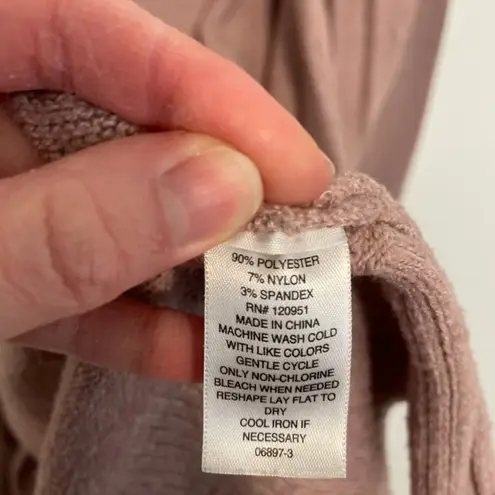 90% POLYESTER
7% NYLON
3% SPANDEX
RN# 120951
MADE IN CHINA
MACHINE WASH COLD
WITH LIKE COLORS
GENTLE CYCLE
ONLY NON-CHLORINE
BLEACH WHEN NEEDED
RESHAPE LAY FLAT TO
DRY
COOL IRON IF
NECESSARY
06897-3